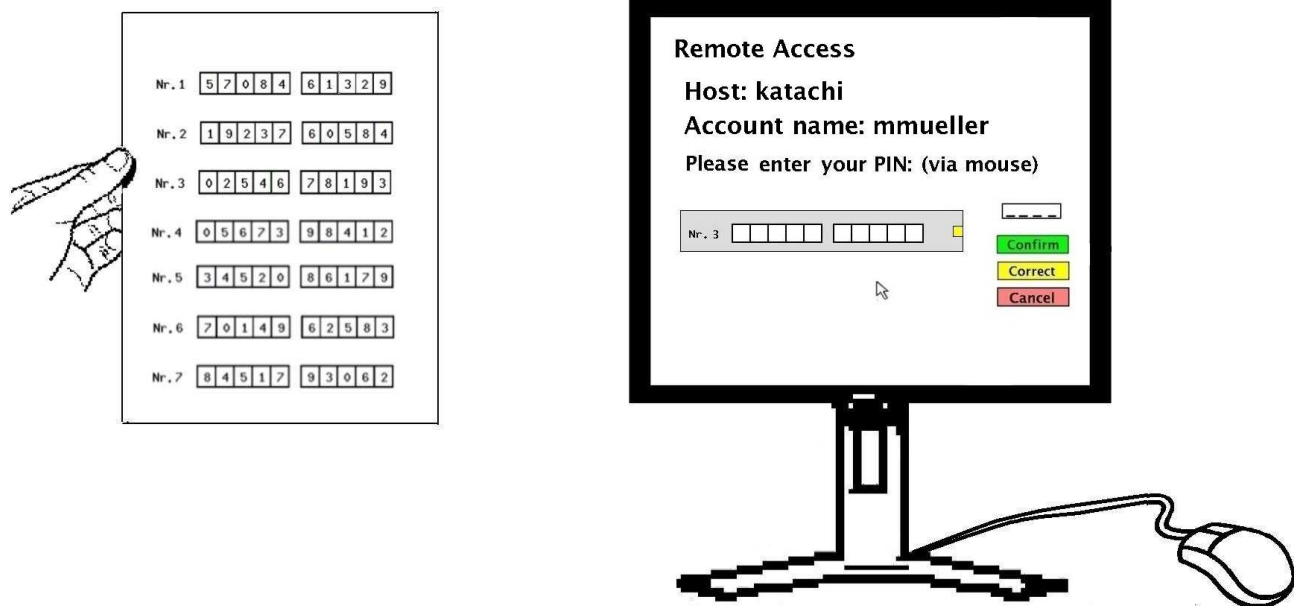 Nr.1 5 7 0 8 4 6 1 3 2 9
Nr.2 1 9 2 3 7 6 0 5 8 4
Nr.3 0 2 5 4 6 7 8 1 9 3
Nr.4 0 5 6 7 3 9 8 4 1 2
Nr.5 3 4 5 2 0 8 6 1 7 9
Nr.6 7 0 1 4 9 6 2 5 8 3
Nr.7 8 4 5 1 7 9 3 0 6 2
Remote Access
Host: katachi
Account name: mmueller
Please enter your PIN: (via mouse)
Nr. 3
_ _ _ _
Confirm
Correct
Cancel